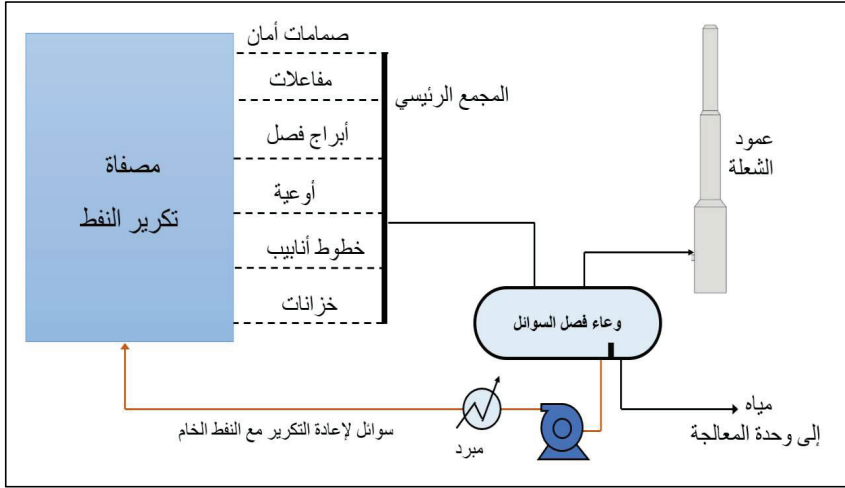 صمامات أمان
مفاعلات
المجمع الرئيسي
أبراج فصل
عمود
الشعلة
مصفاة
تكرير النفط
أوعية
خطوط أنابيب
خزانات
وعاء فصل السوائل
مياه
إلى وحدة المعالجة
سوائل لإعادة التكرير مع النفط الخام
مبرد